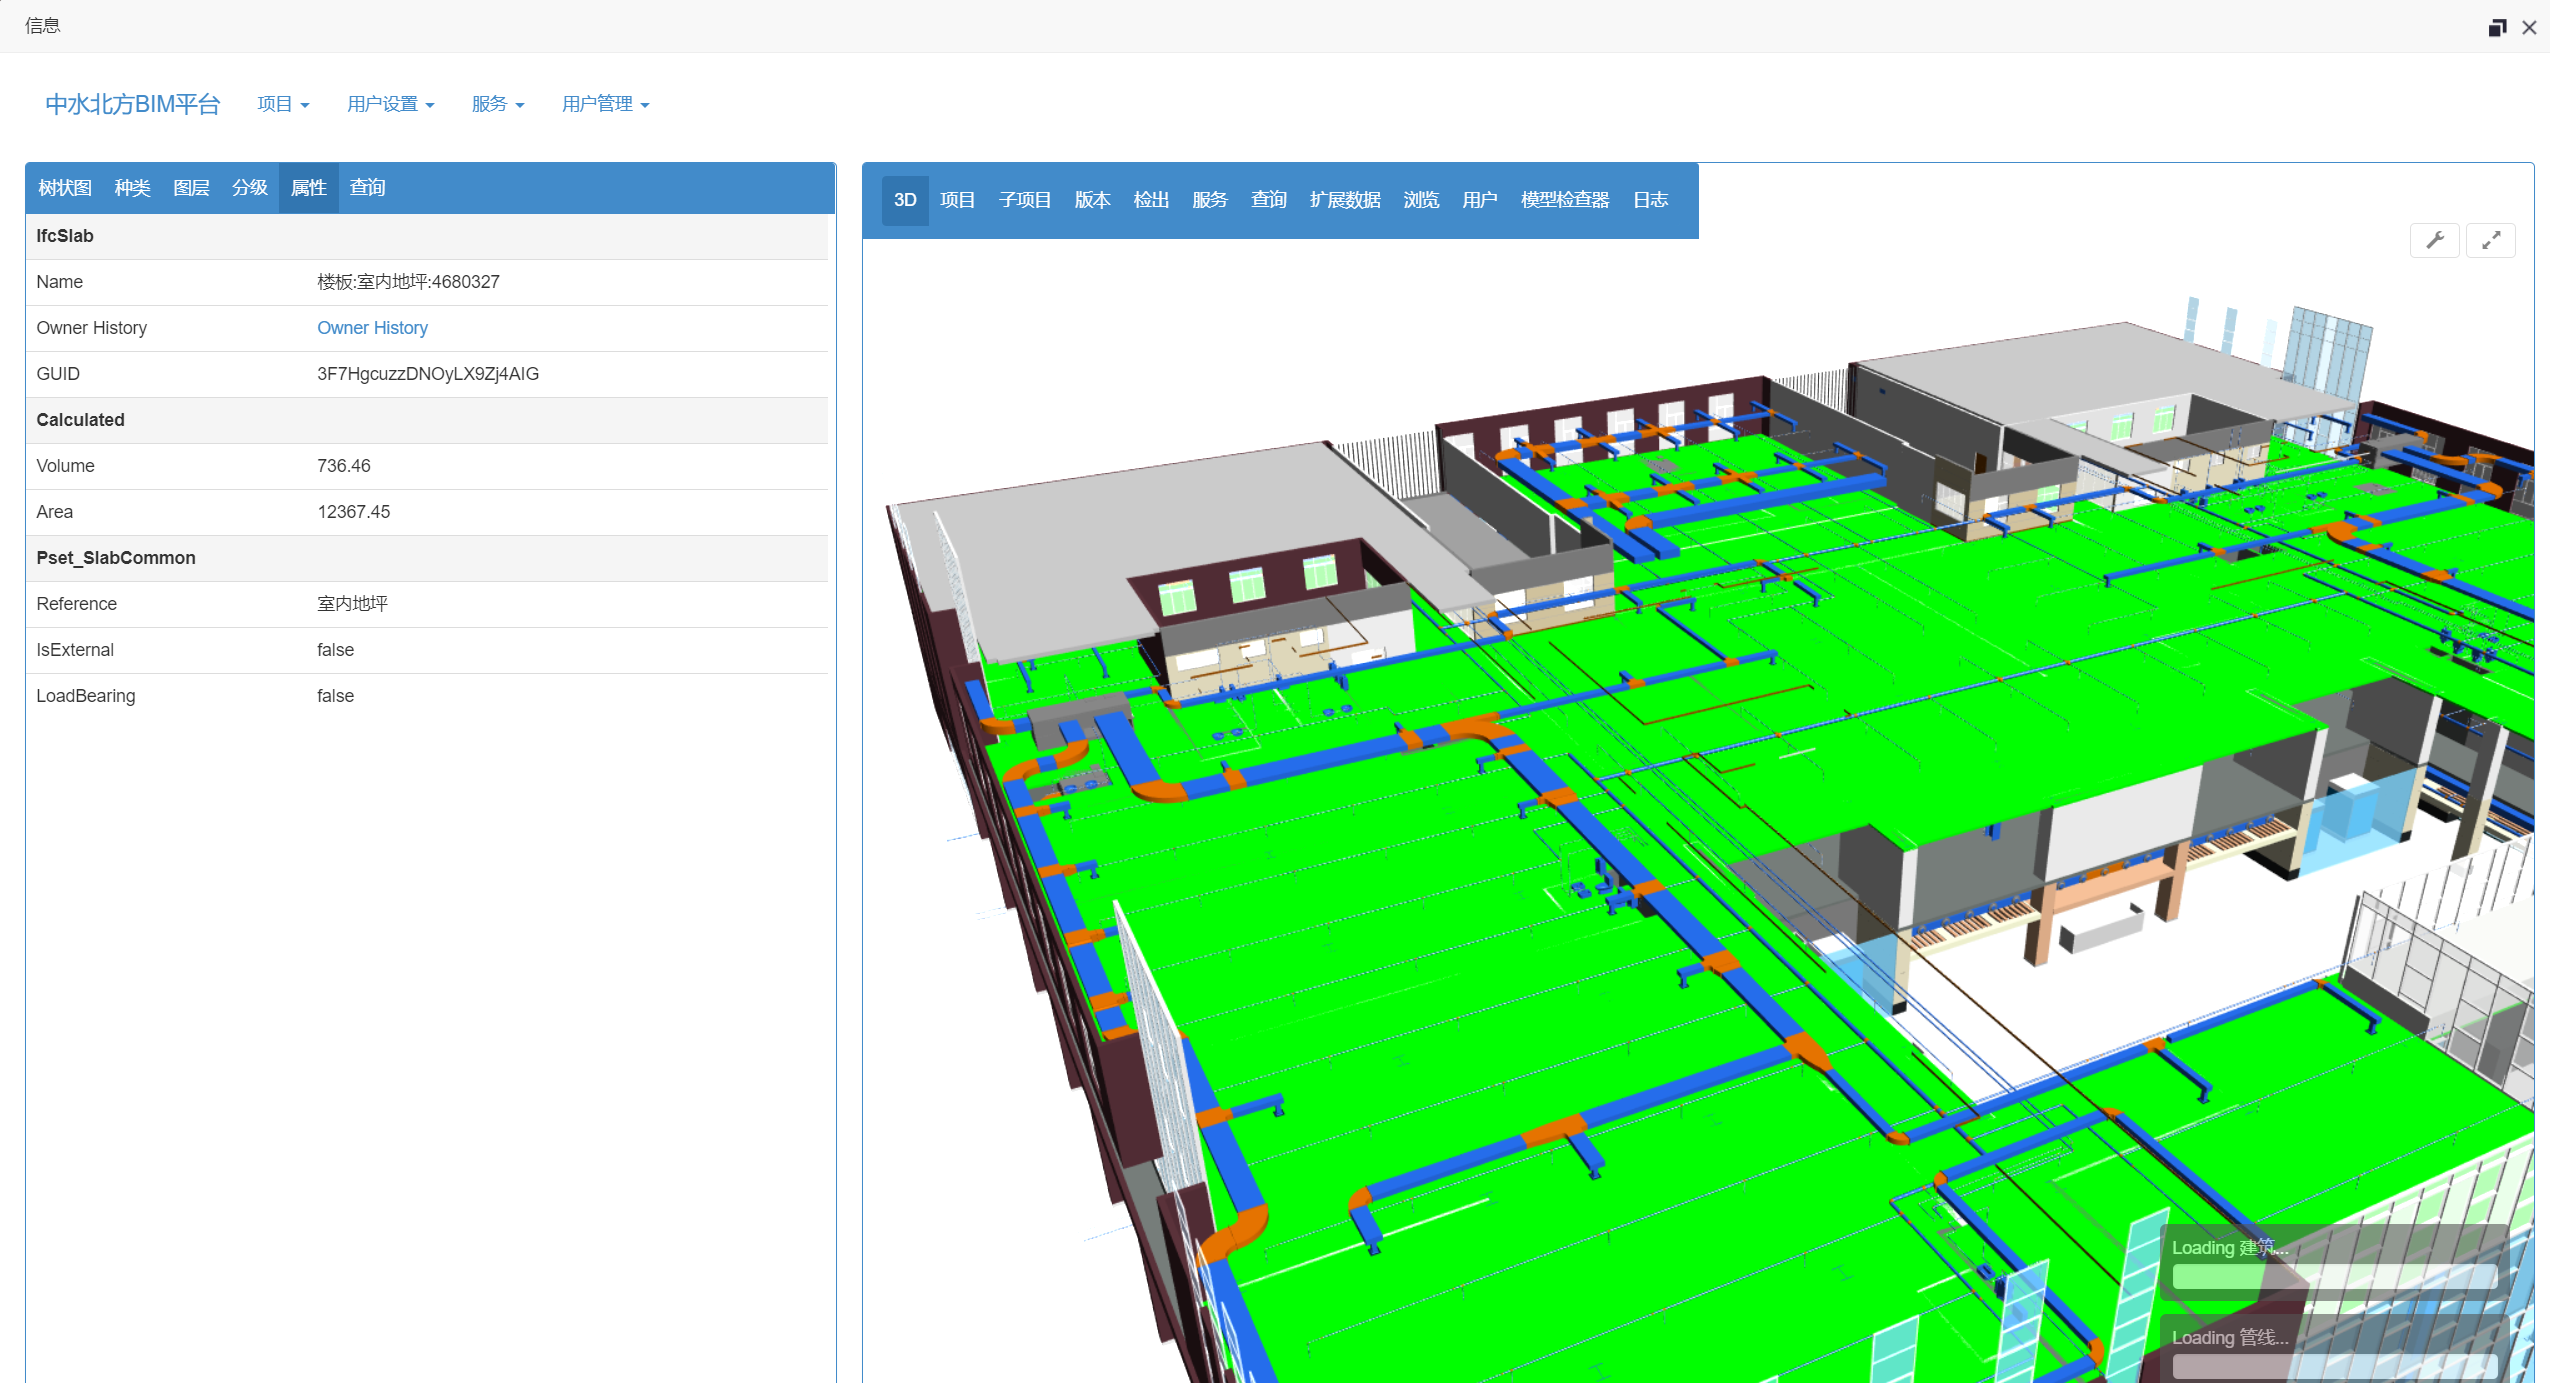 信息
中水北方BIM平台 项目 用户设置 服务 用户管理
树状图 种类 图层 分级 属性 查询
IfcSlab
Name 楼板:室内地坪:4680327
Owner History Owner History
GUID 3F7HgcuzzDNOyLX9Zj4AIG
Calculated
Volume 736.46
Area 12367.45
Pset_SlabCommon
Reference 室内地坪
IsExternal false
LoadBearing false
3D 项目 子项目 版本 检出 服务 查询 扩展数据 浏览 用户 模型检查器 日志
Loading 建筑...
Loading 管线...